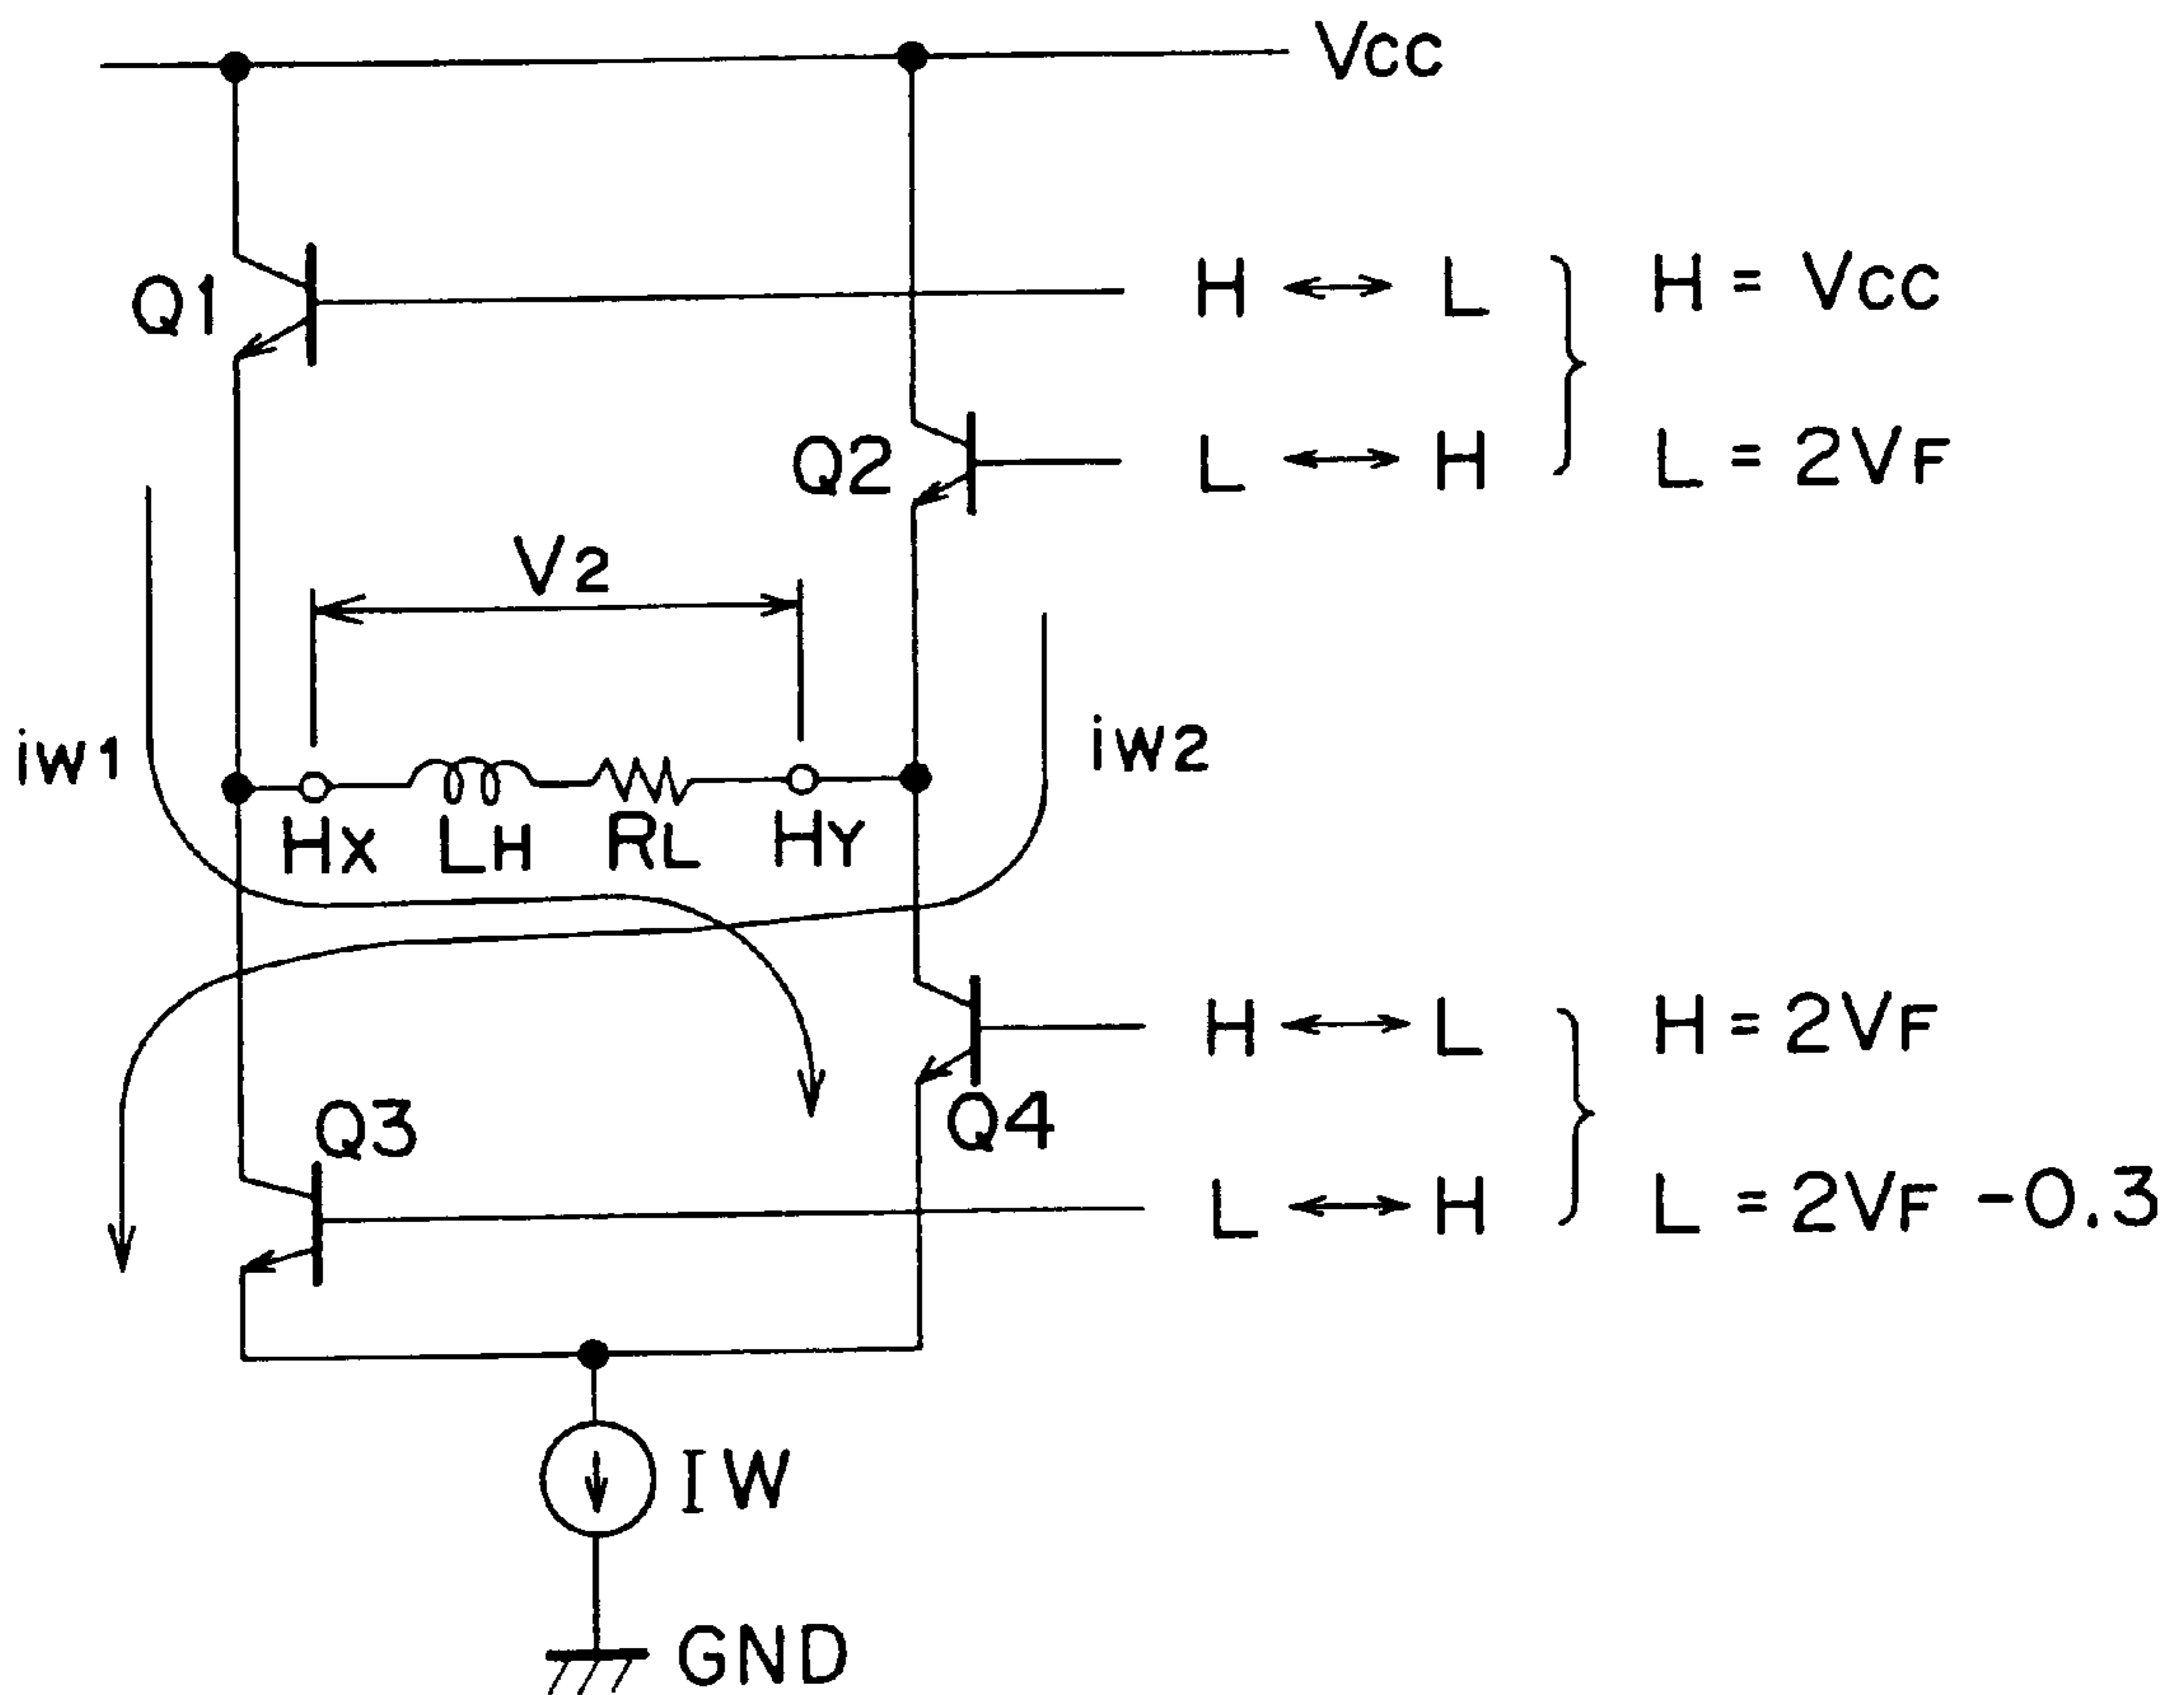 Vcc
Q1
H ↔ L
H = Vcc
Q2
L ↔ H
L = 2VF
V2
iw1
iw2
Hx
LH
RL
HY
H ↔ L
H = 2VF
Q3
Q4
L ↔ H
L = 2VF -0.3
IW
GND